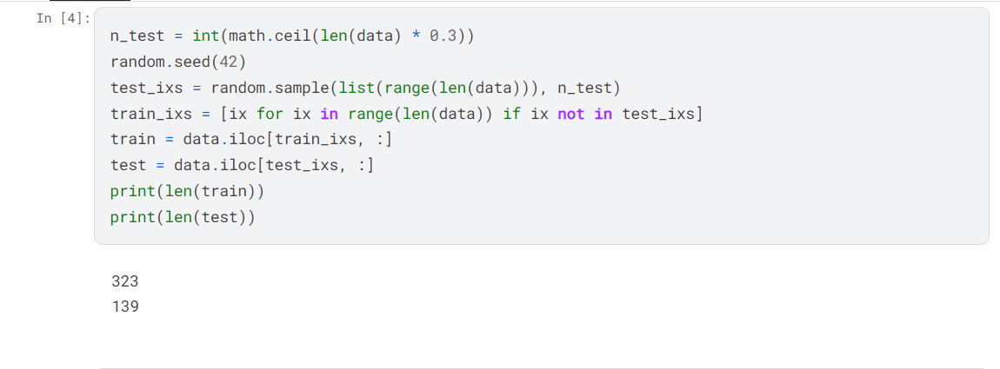 In [4]:
n_test = int(math.ceil(len(data) * 0.3))
random.seed(42)
test_ixs = random.sample(list(range(len(data))), n_test)
train_ixs = [ix for ix in range(len(data)) if ix not in test_ixs]
train = data.iloc[train_ixs, :]
test = data.iloc[test_ixs, :]
print(len(train))
print(len(test))
323
139